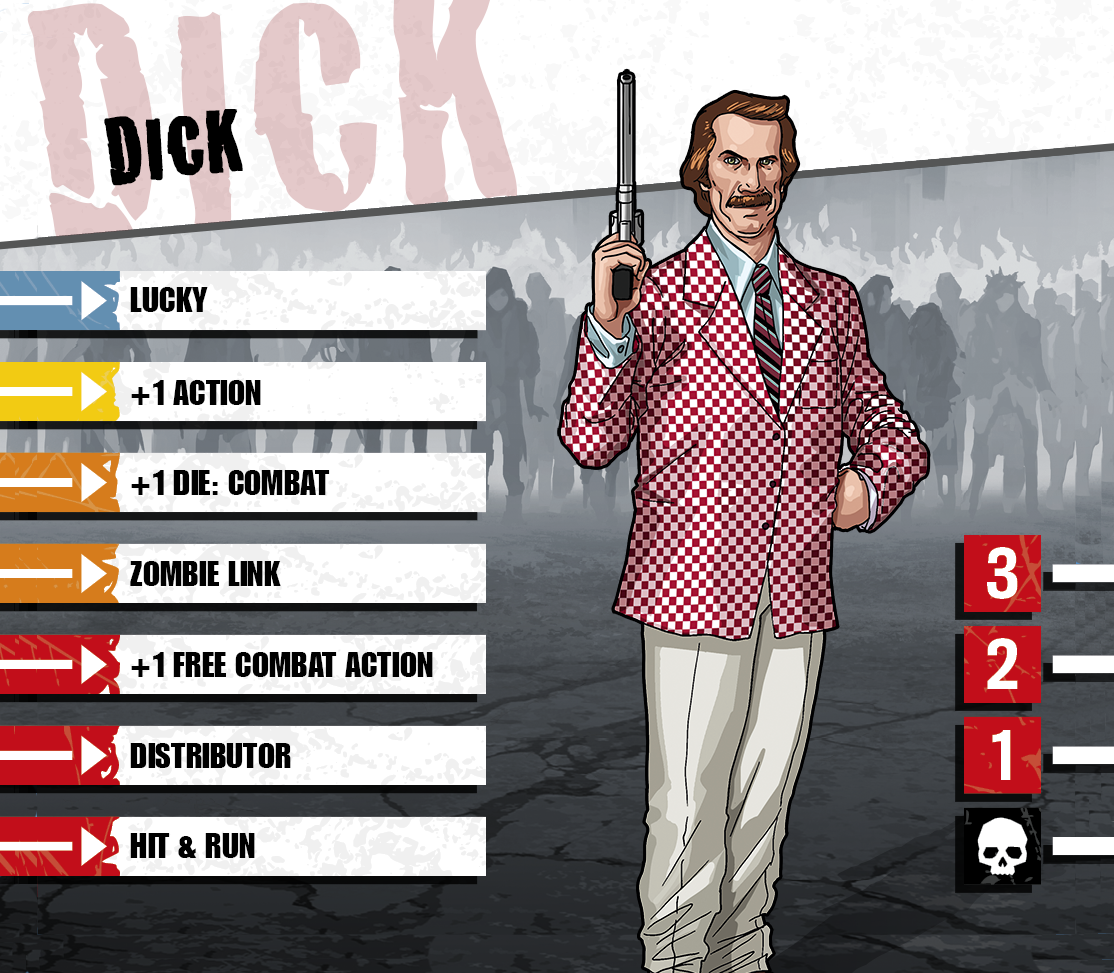 DICK
DICK
LUCKY
+1 ACTION
+1 DIE: COMBAT
ZOMBIE LINK
+1 FREE COMBAT ACTION
DISTRIBUTOR
HIT & RUN
3
2
1